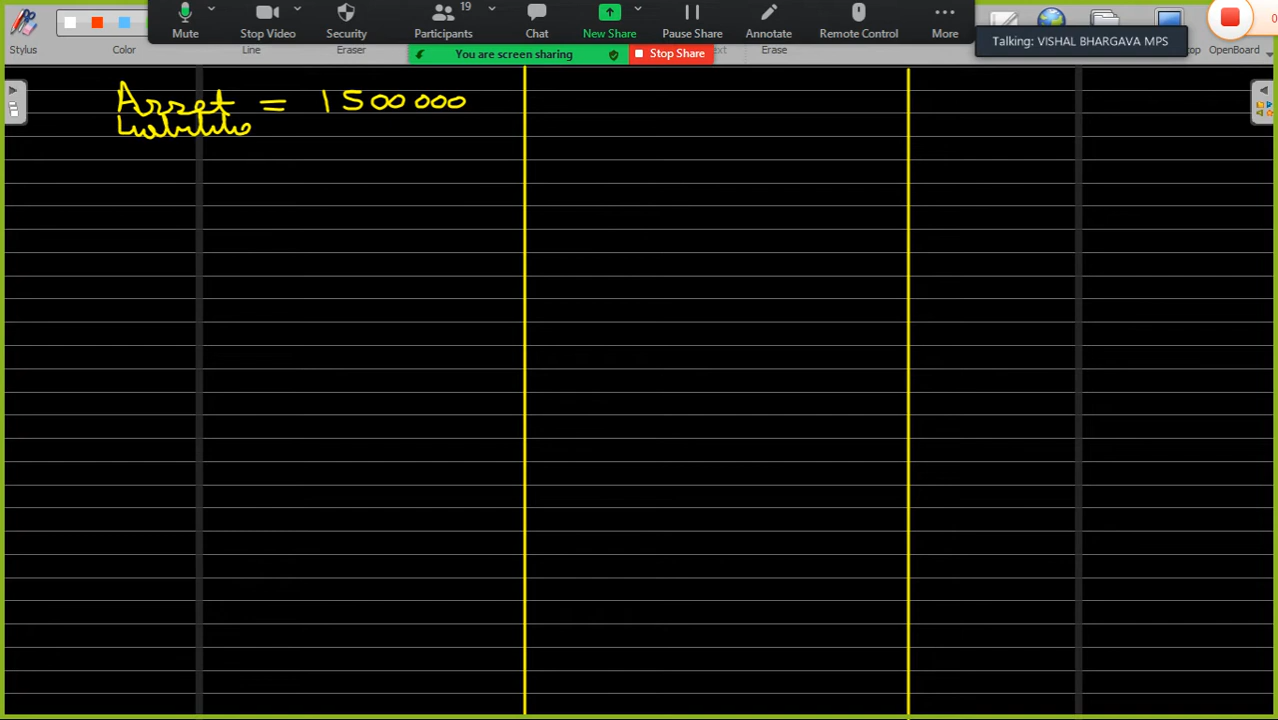 19
Mute
Stop Video
Security
Participants
Chat
New Share
Pause Share
Annotate
Remote Control
More
Stylus
Color
Line
Eraser
Erase
OpenBoard
You are screen sharing
Stop Share
Talking: VISHAL BHARGAVA MPS
Asset = 1500000